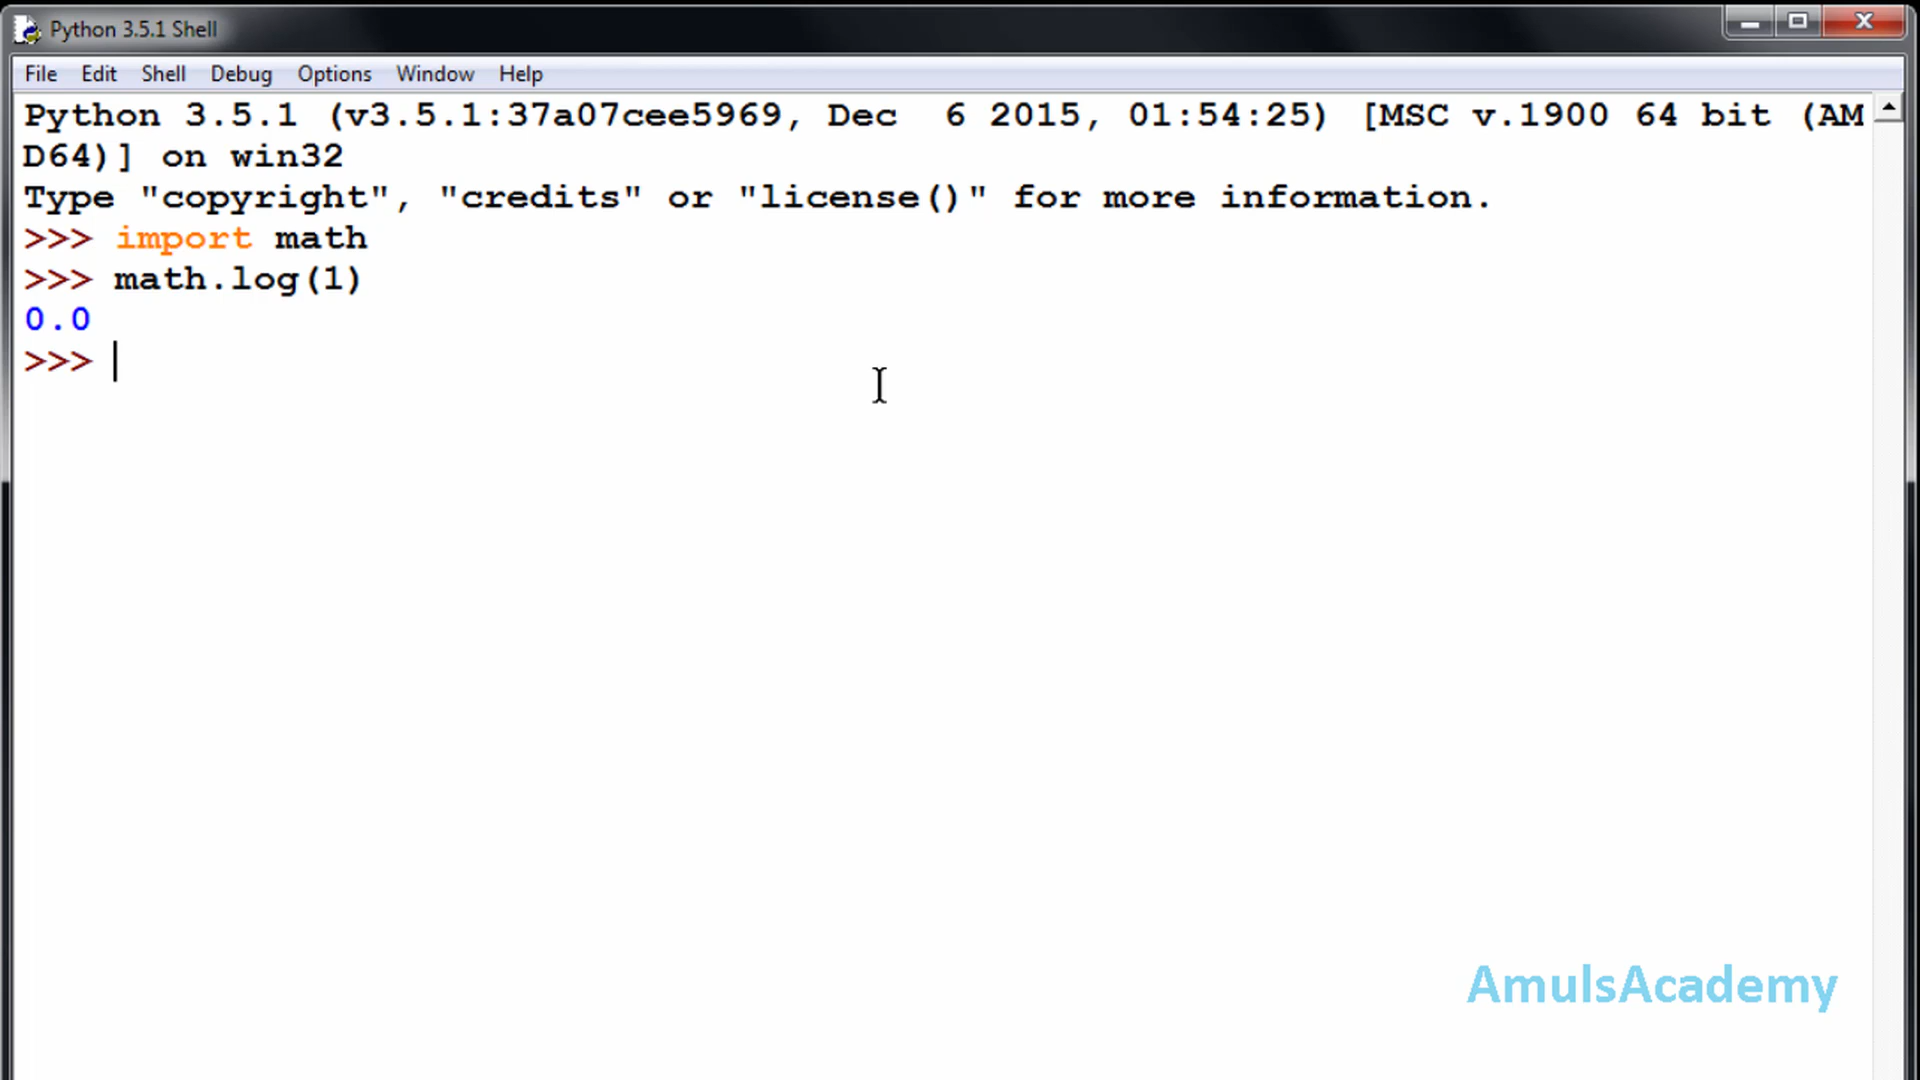 Python 3.5.1 Shell
File Edit Shell Debug Options Window Help
Python 3.5.1 (v3.5.1:37a07cee5969, Dec  6 2015, 01:54:25) [MSC v.1900 64 bit (AM
D64)] on win32
Type "copyright", "credits" or "license()" for more information.
>>> import math
>>> math.log(1)
0.0
>>>
AmulsAcademy